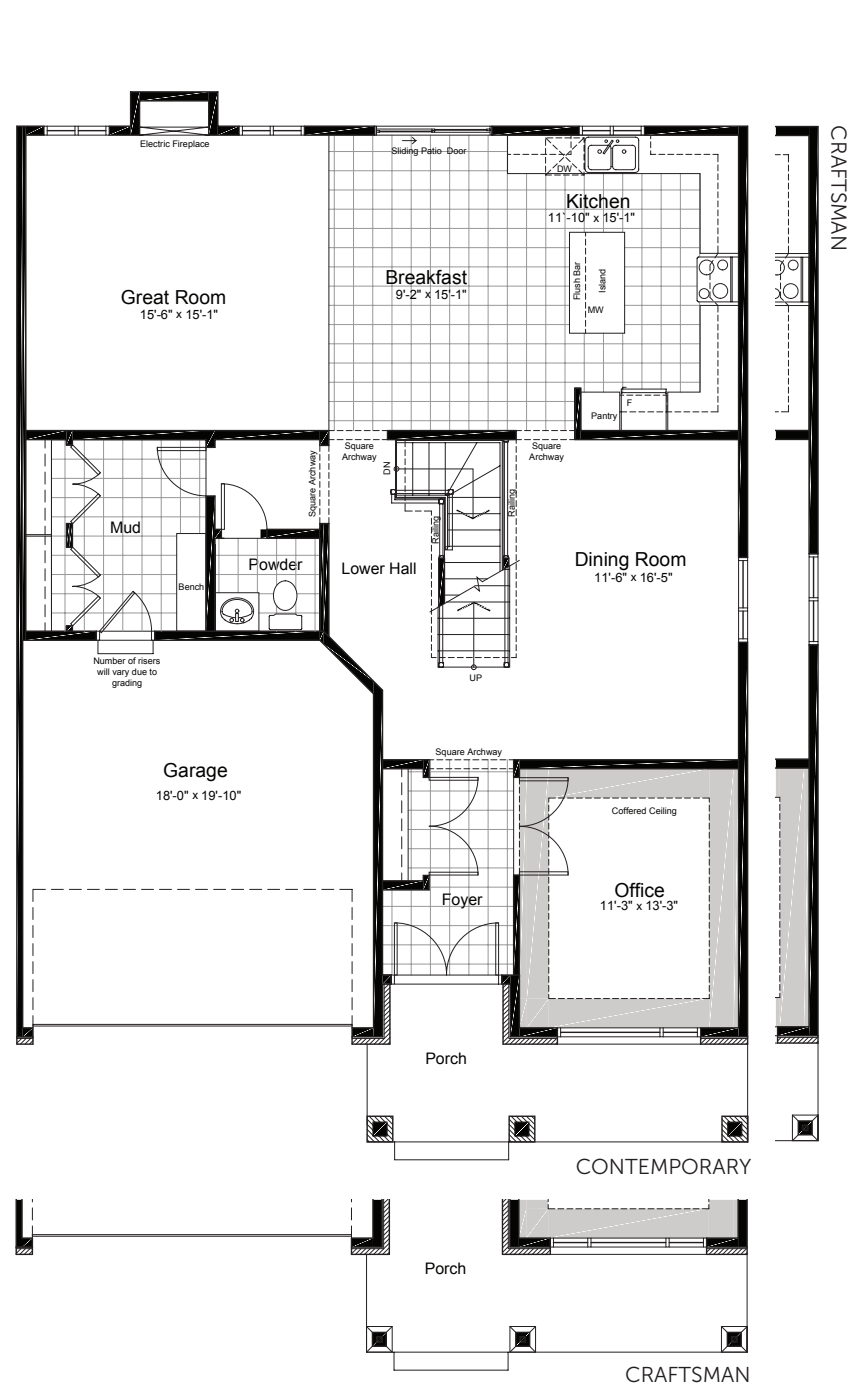 Electric Fireplace
Sliding Patio Door
DW
Kitchen
11'-10" x 15'-1"
CRAFTSMAN
Breakfast
9'-2" x 15'-1"
Flush Bar
Island
MW
Great Room
15'-6" x 15'-1"
Pantry
F
Square
Archway
Square
Archway
Square Archway
DN
Railing
Railing
Mud
Bench
Powder
Lower Hall
Dining Room
11'-6" x 16'-5"
Number of risers
will vary due to
grading
UP
Square Archway
Garage
18'-0" x 19'-10"
Coffered Ceiling
Foyer
Office
11'-3" x 13'-3"
Porch
CONTEMPORARY
Porch
CRAFTSMAN